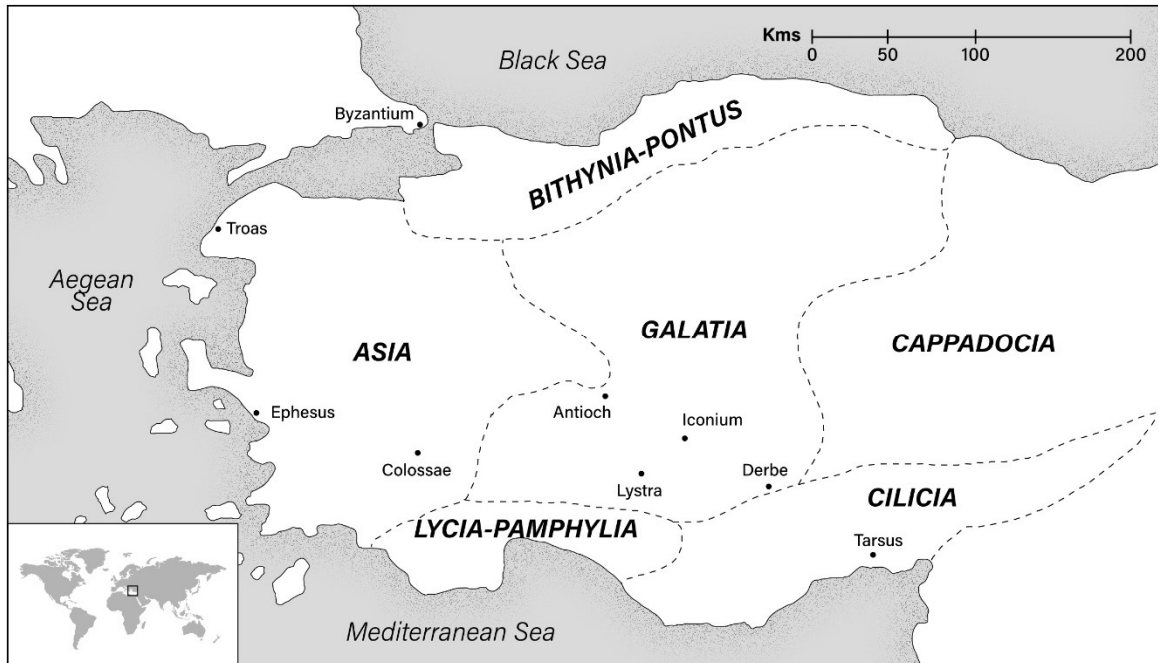 Black Sea
Kms
0 50 100 200
Byzantium
BITHYNIA-PONTUS
Troas
Aegean
Sea
ASIA
GALATIA
CAPPADOCIA
Ephesus
Antioch
Iconium
Colossae
Lystra
Derbe
CILICIA
LYCIA-PAMPHYLIA
Tarsus
Mediterranean Sea